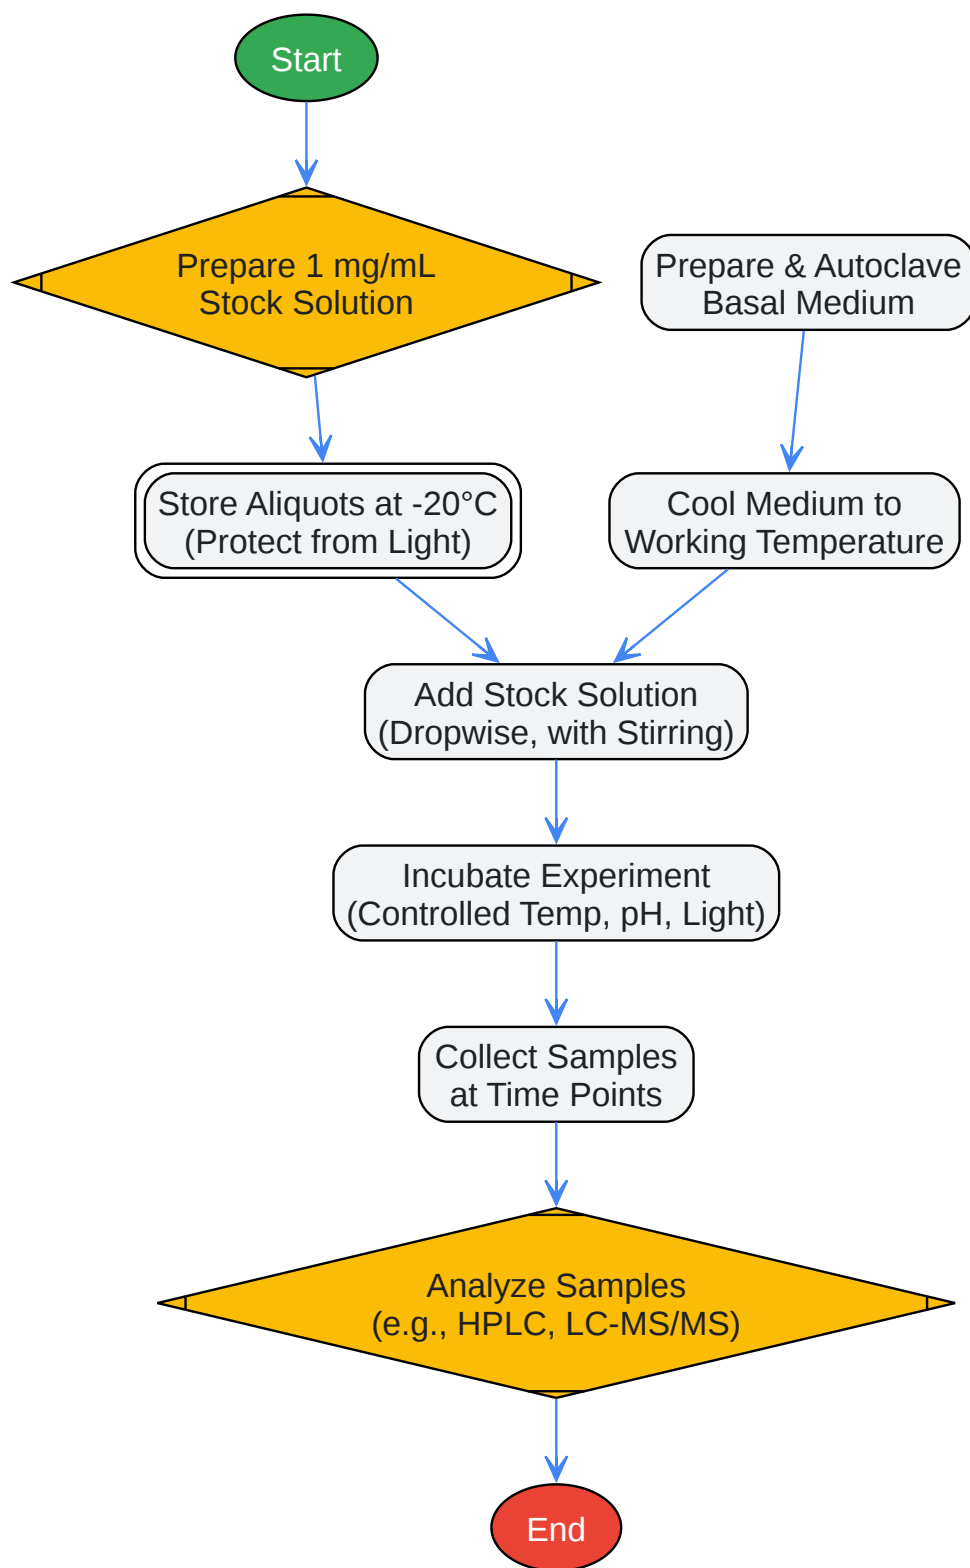 Start
Prepare 1 mg/mL
Stock Solution
Prepare & Autoclave
Basal Medium
Store Aliquots at -20°C
(Protect from Light)
Cool Medium to
Working Temperature
Add Stock Solution
(Dropwise, with Stirring)
Incubate Experiment
(Controlled Temp, pH, Light)
Collect Samples
at Time Points
Analyze Samples
(e.g., HPLC, LC-MS/MS)
End